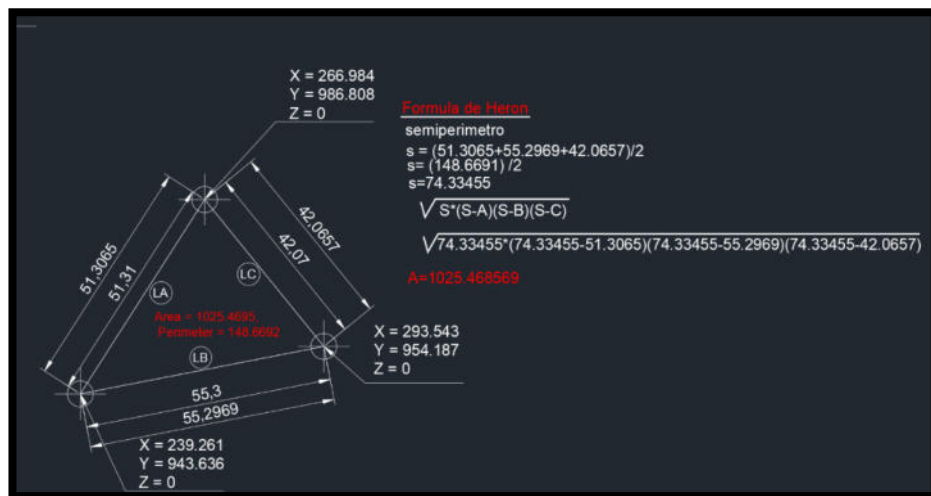 X = 266.984
Y = 986.808
Z = 0
Formula de Heron
semiperimetro
s = (51.3065+55.2969+42.0657)/2
s= (148.6691) /2
s=74.33455
√S*(S-A)(S-B)(S-C)
√74.33455*(74.33455-51.3065)(74.33455-55.2969)(74.33455-42.0657)
A=1025.468569
51,3065
51,31
LA
LC
42,07
42,0657
Area = 1025.4695,
Perimeter = 148.6692
LB
X = 293.543
Y = 954.187
Z = 0
55,3
55,2969
X = 239.261
Y = 943.636
Z = 0